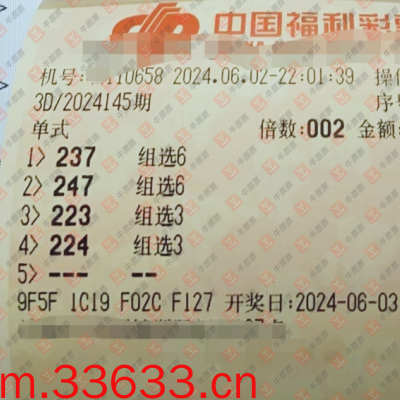 中国福利彩
机号: 110658 2024.06.02-22:01:39 操作
3D/2024145期 序号
单式 倍数:002 金额:
1> 237 组选6
2> 247 组选6
3> 223 组选3
4> 224 组选3
5> --- --
9F5F 1C19 F02C F127 开奖日:2024-06-03
m.33633.cn